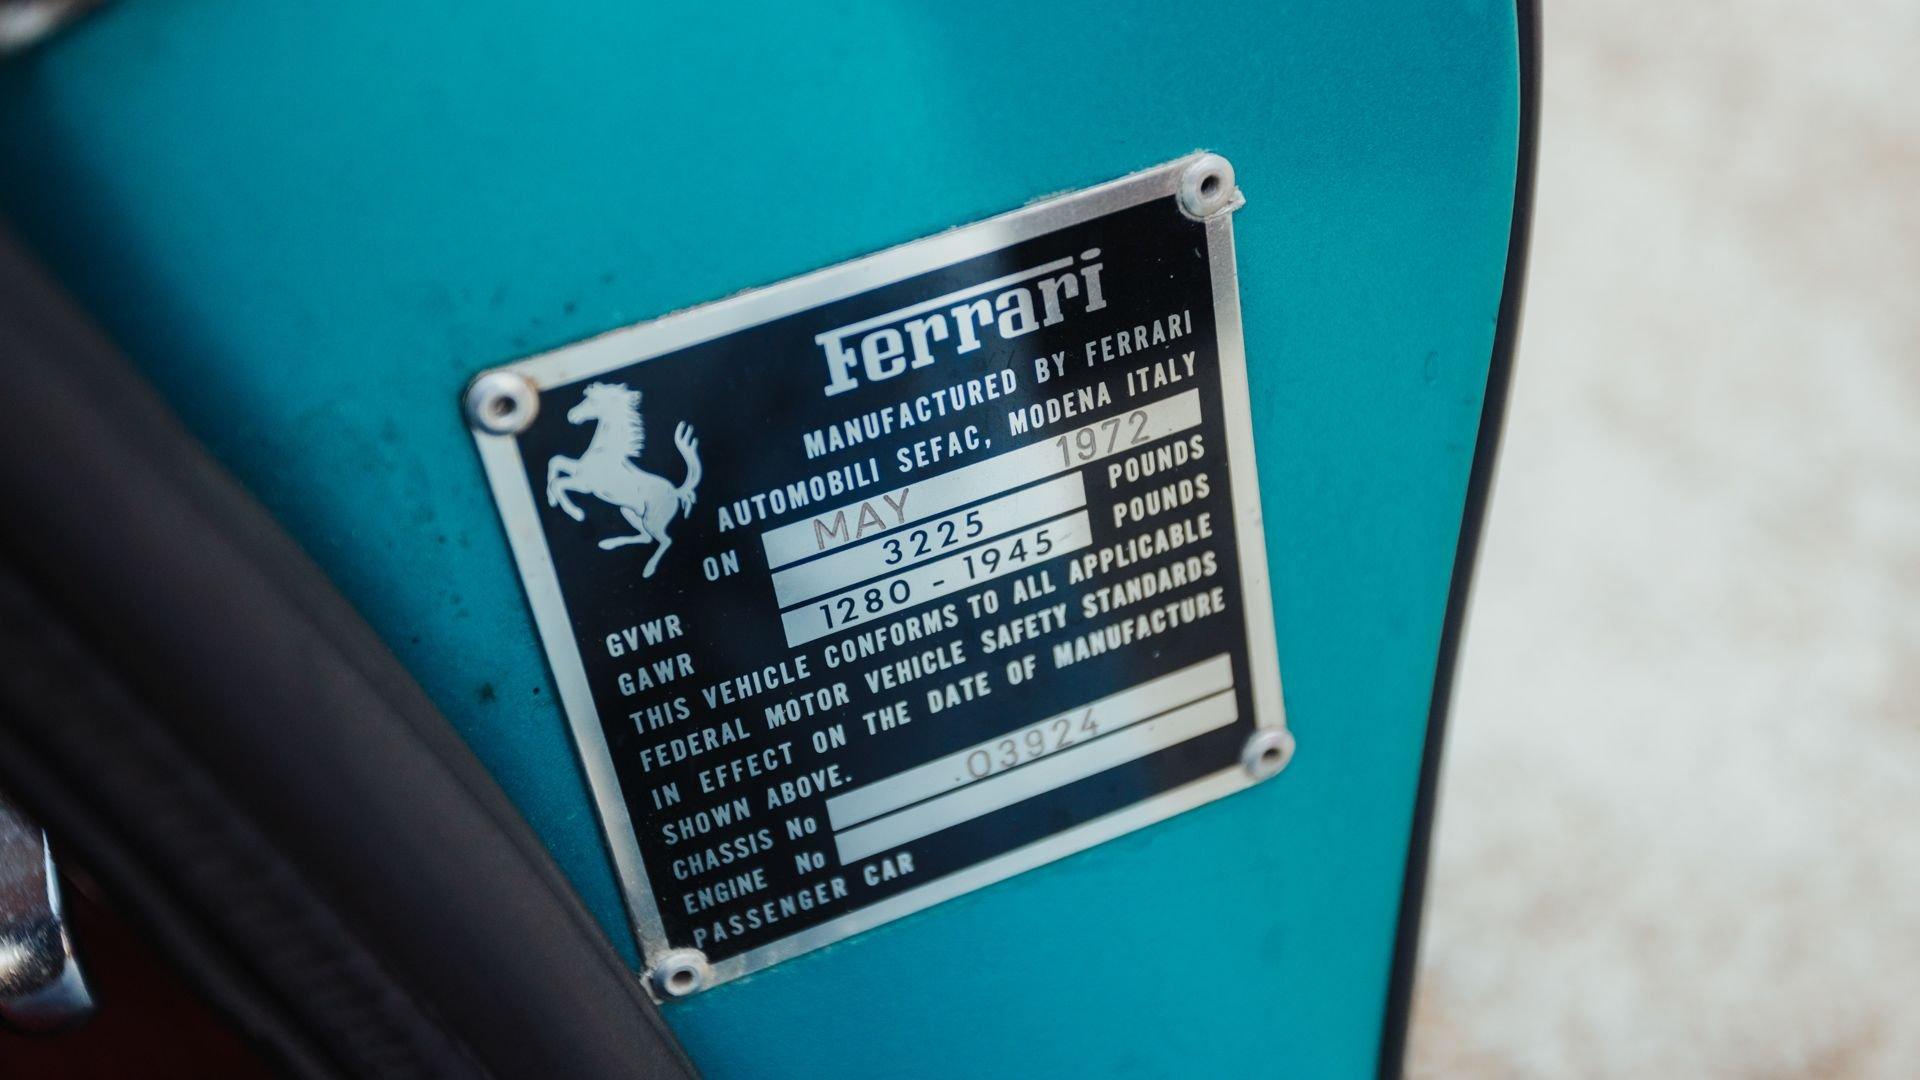 Ferrari
MANUFACTURED BY FERRARI
AUTOMOBILI SEFAC, MODENA ITALY
ON MAY 1972
GVWR 3225 POUNDS
GAWR 1280 - 1945 POUNDS
THIS VEHICLE CONFORMS TO ALL APPLICABLE
FEDERAL MOTOR VEHICLE SAFETY STANDARDS
IN EFFECT ON THE DATE OF MANUFACTURE
SHOWN ABOVE.
CHASSIS No 03924
ENGINE No
PASSENGER CAR